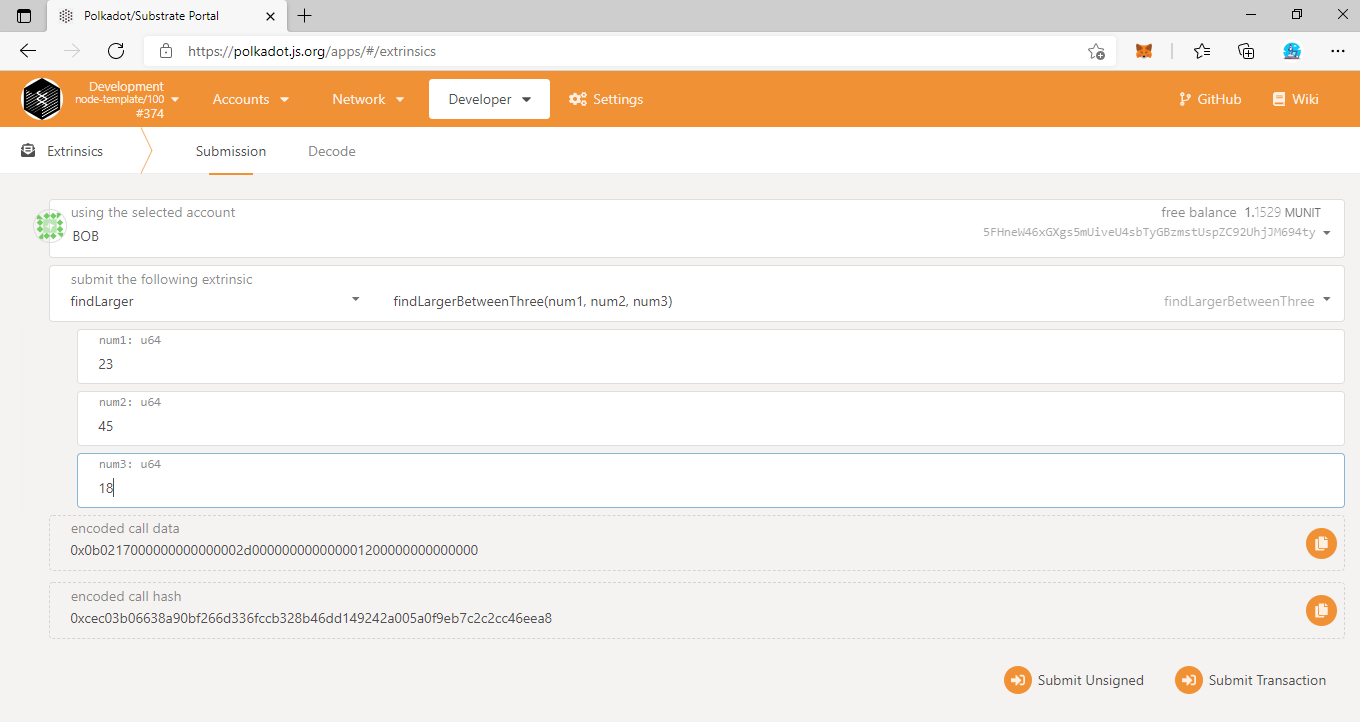 Polkadot/Substrate Portal
https://polkadot.js.org/apps/#/extrinsics
Development
node-template/100
#374
Accounts
Network
Developer
Settings
GitHub
Wiki
Extrinsics
Submission
Decode
using the selected account
free balance 1.1529 MUNIT
BOB
5FHneW46xGXgs5mUiveU4sbTyGBzmstUspZC92UhjJM694ty
submit the following extrinsic
findLarger
findLargerBetweenThree(num1, num2, num3)
findLargerBetweenThree
num1: u64
23
num2: u64
45
num3: u64
18
encoded call data
0x0b0217000000000000002d000000000000001200000000000000
encoded call hash
0xcec03b06638a90bf266d336fccb328b46dd149242a005a0f9eb7c2c2cc46eea8
Submit Unsigned
Submit Transaction